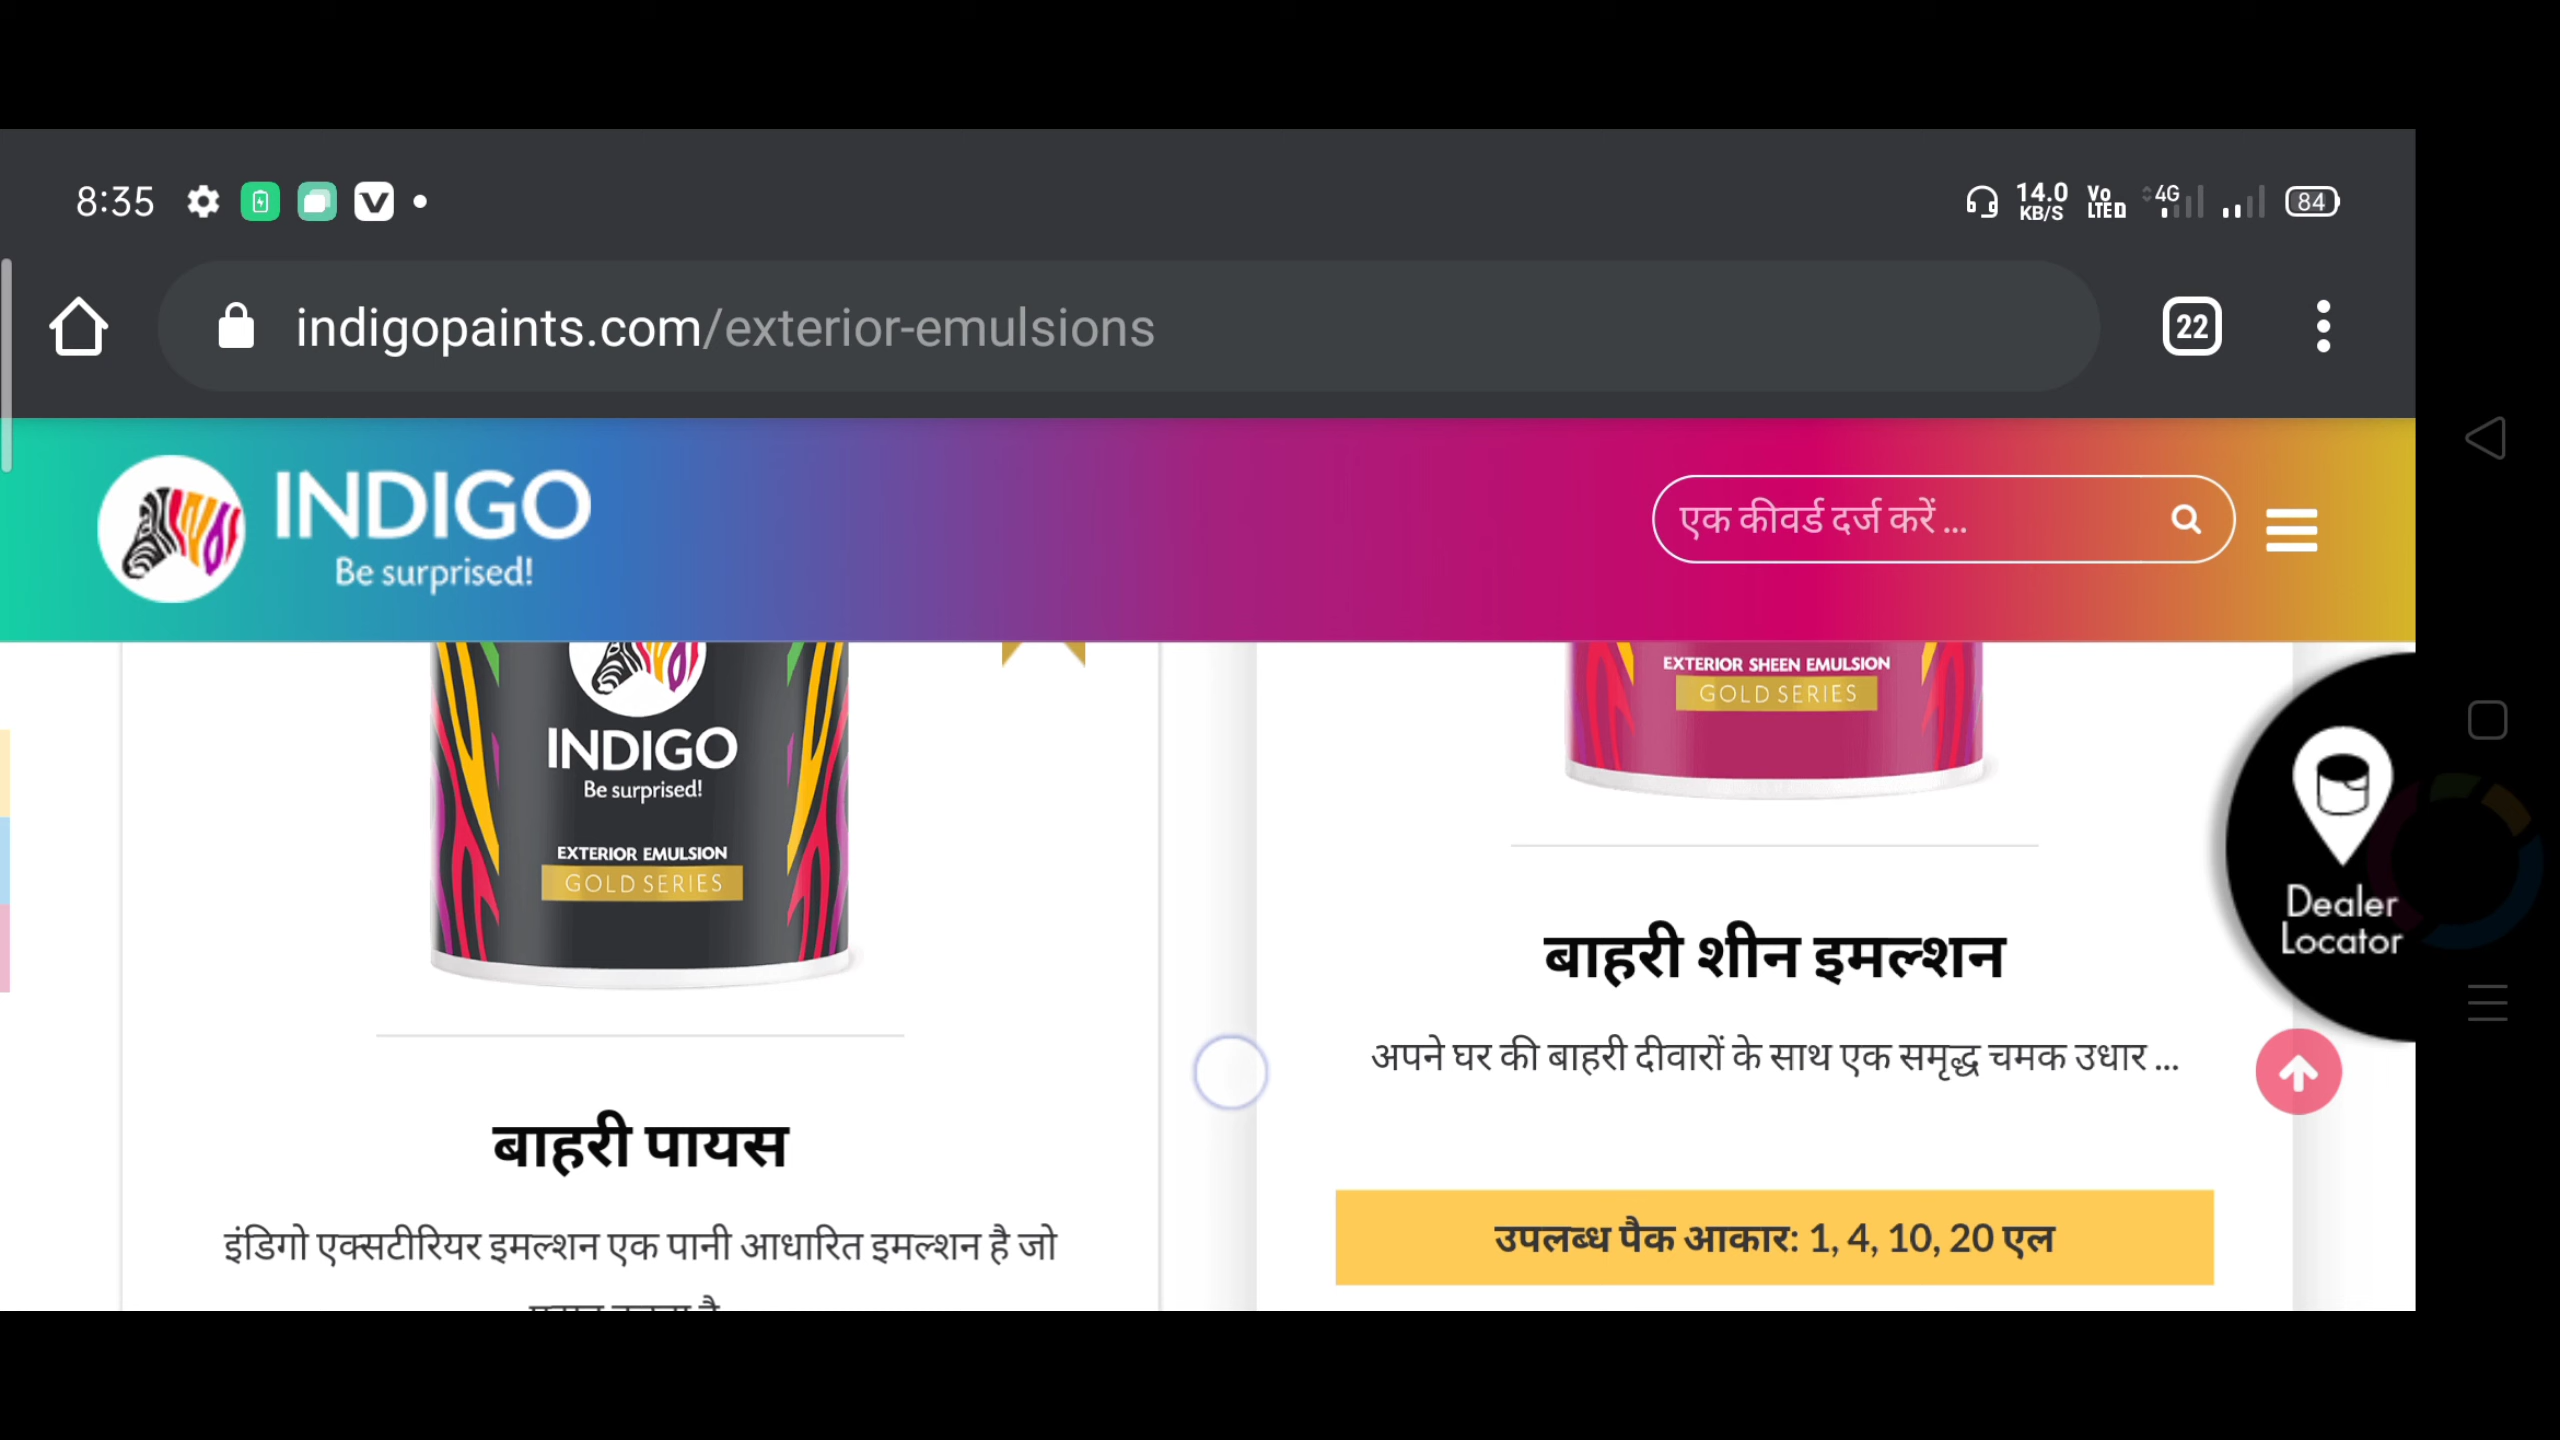 8:35
14.0 KB/S Vo LTE 4G 84
indigopaints.com/exterior-emulsions
22
INDIGO
Be surprised!
एक कीवर्ड दर्ज करें ...
INDIGO
Be surprised!
EXTERIOR EMULSION
GOLD SERIES
बाहरी पायस
इंडिगो एक्सटीरियर इमल्शन एक पानी आधारित इमल्शन है जो
EXTERIOR SHEEN EMULSION
GOLD SERIES
बाहरी शीन इमल्शन
अपने घर की बाहरी दीवारों के साथ एक समृद्ध चमक उधार ...
उपलब्ध पैक आकार: 1, 4, 10, 20 एल
Dealer
Locator